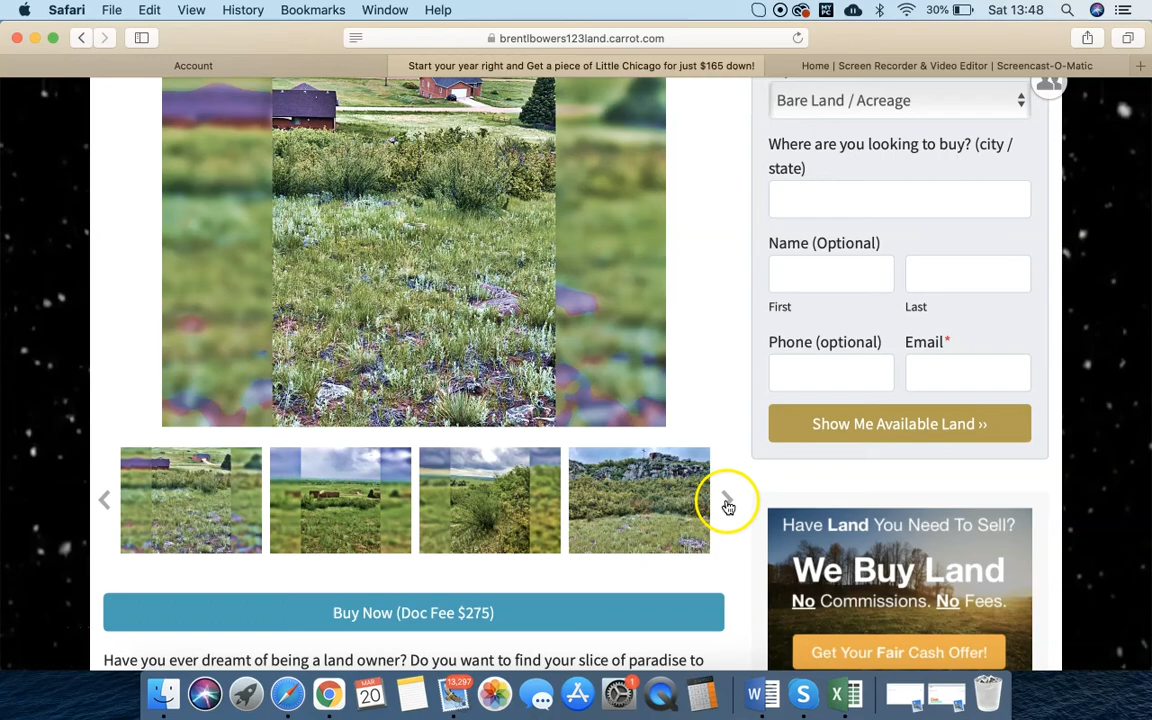 Safari File Edit View History Bookmarks Window Help
MY PC
30% Sat 13:48
brentlbowers123land.carrot.com
Account
Start your year right and Get a piece of Little Chicago for just $165 down!
Home | Screen Recorder & Video Editor | Screencast-O-Matic
Bare Land / Acreage
Where are you looking to buy? (city /
state)
Name (Optional)
First Last
Phone (optional) Email*
Show Me Available Land ››
Have Land You Need To Sell?
We Buy Land
No Commissions. No Fees.
Get Your Fair Cash Offer!
Buy Now (Doc Fee $275)
Have you ever dreamt of being a land owner? Do you want to find your slice of paradise to
13,297
MAR
20
1
W
S
X